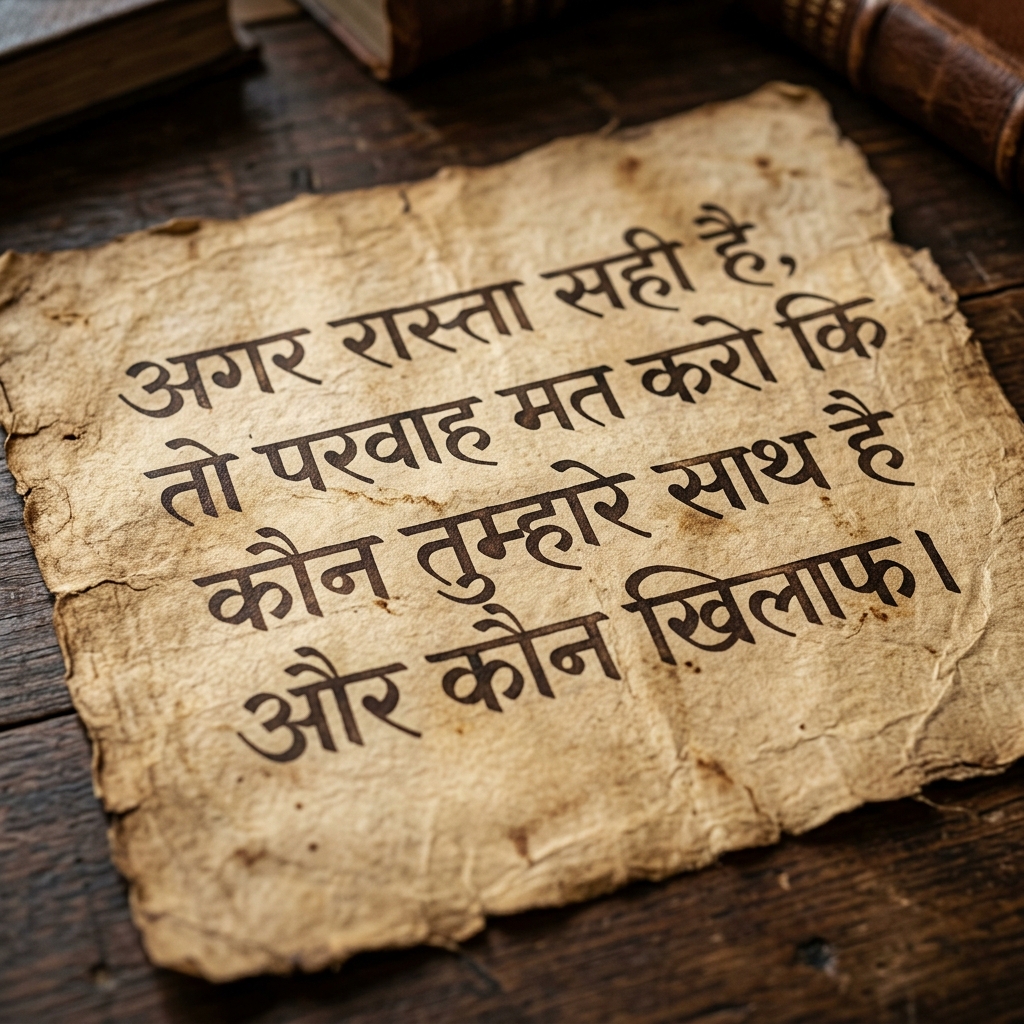 अगर रास्ता सही है,
तो परवाह मत करो कि
कौन तुम्हारे साथ है
और कौन खिलाफ।